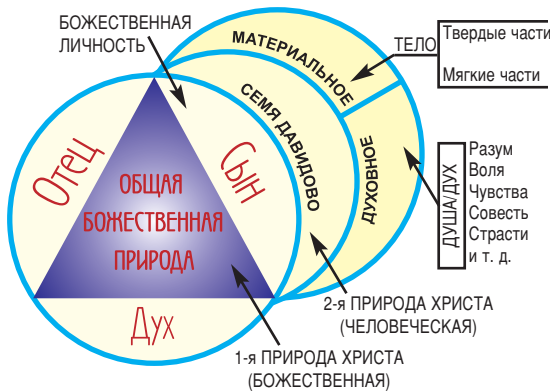 БОЖЕСТВЕННАЯ
ЛИЧНОСТЬ
МАТЕРИАЛЬНОЕ
ТЕЛО
Твердые части
Мягкие части
СЕМЯ ДАВИДОВО
ДУХОВНОЕ
Отец
Сын
ОБЩАЯ
БОЖЕСТВЕННАЯ
ПРИРОДА
Дух
ДУША/ДУХ
Разум
Воля
Чувства
Совесть
Страсти
и т. д.
2-я ПРИРОДА ХРИСТА
(ЧЕЛОВЕЧЕСКАЯ)
1-я ПРИРОДА ХРИСТА
(БОЖЕСТВЕННАЯ)